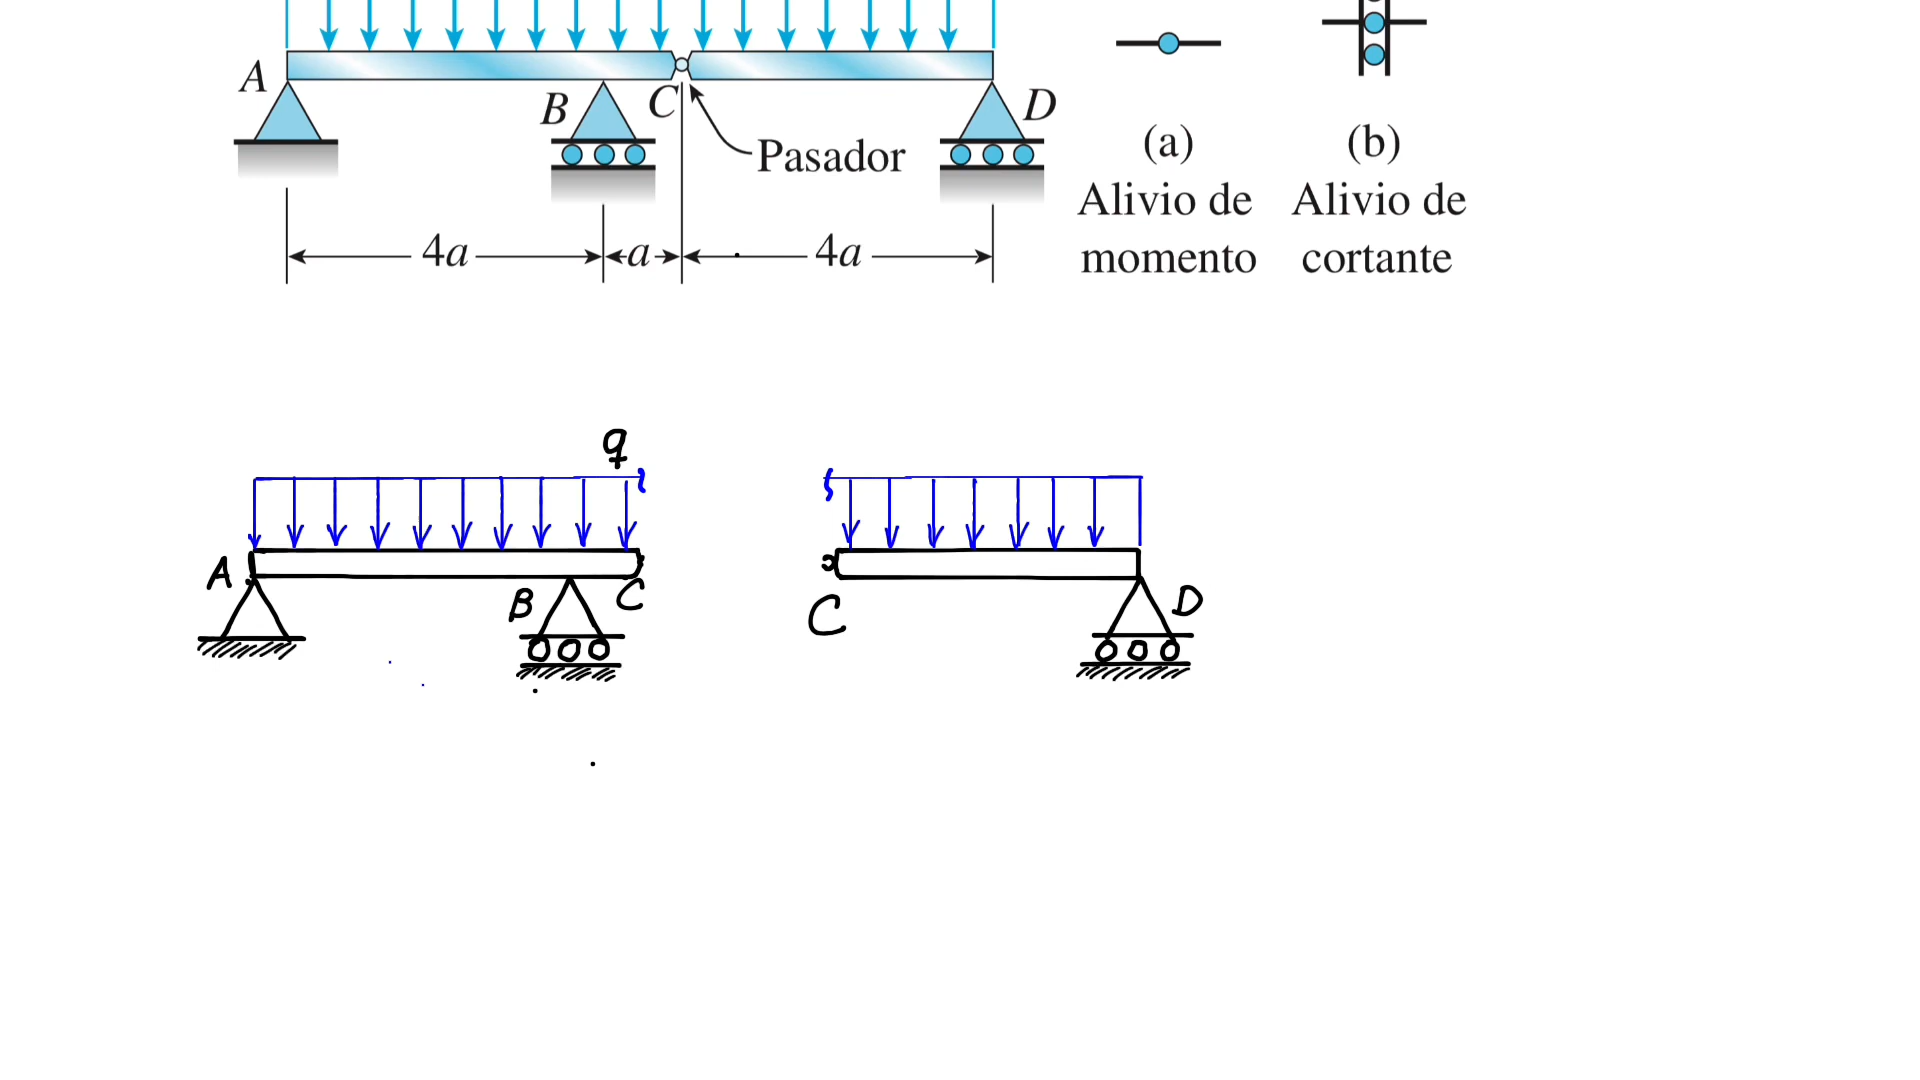 A
B
C
D
Pasador
(a)
(b)
Alivio de
momento
Alivio de
cortante
4a
a
4a
q
A
B
C
C
D